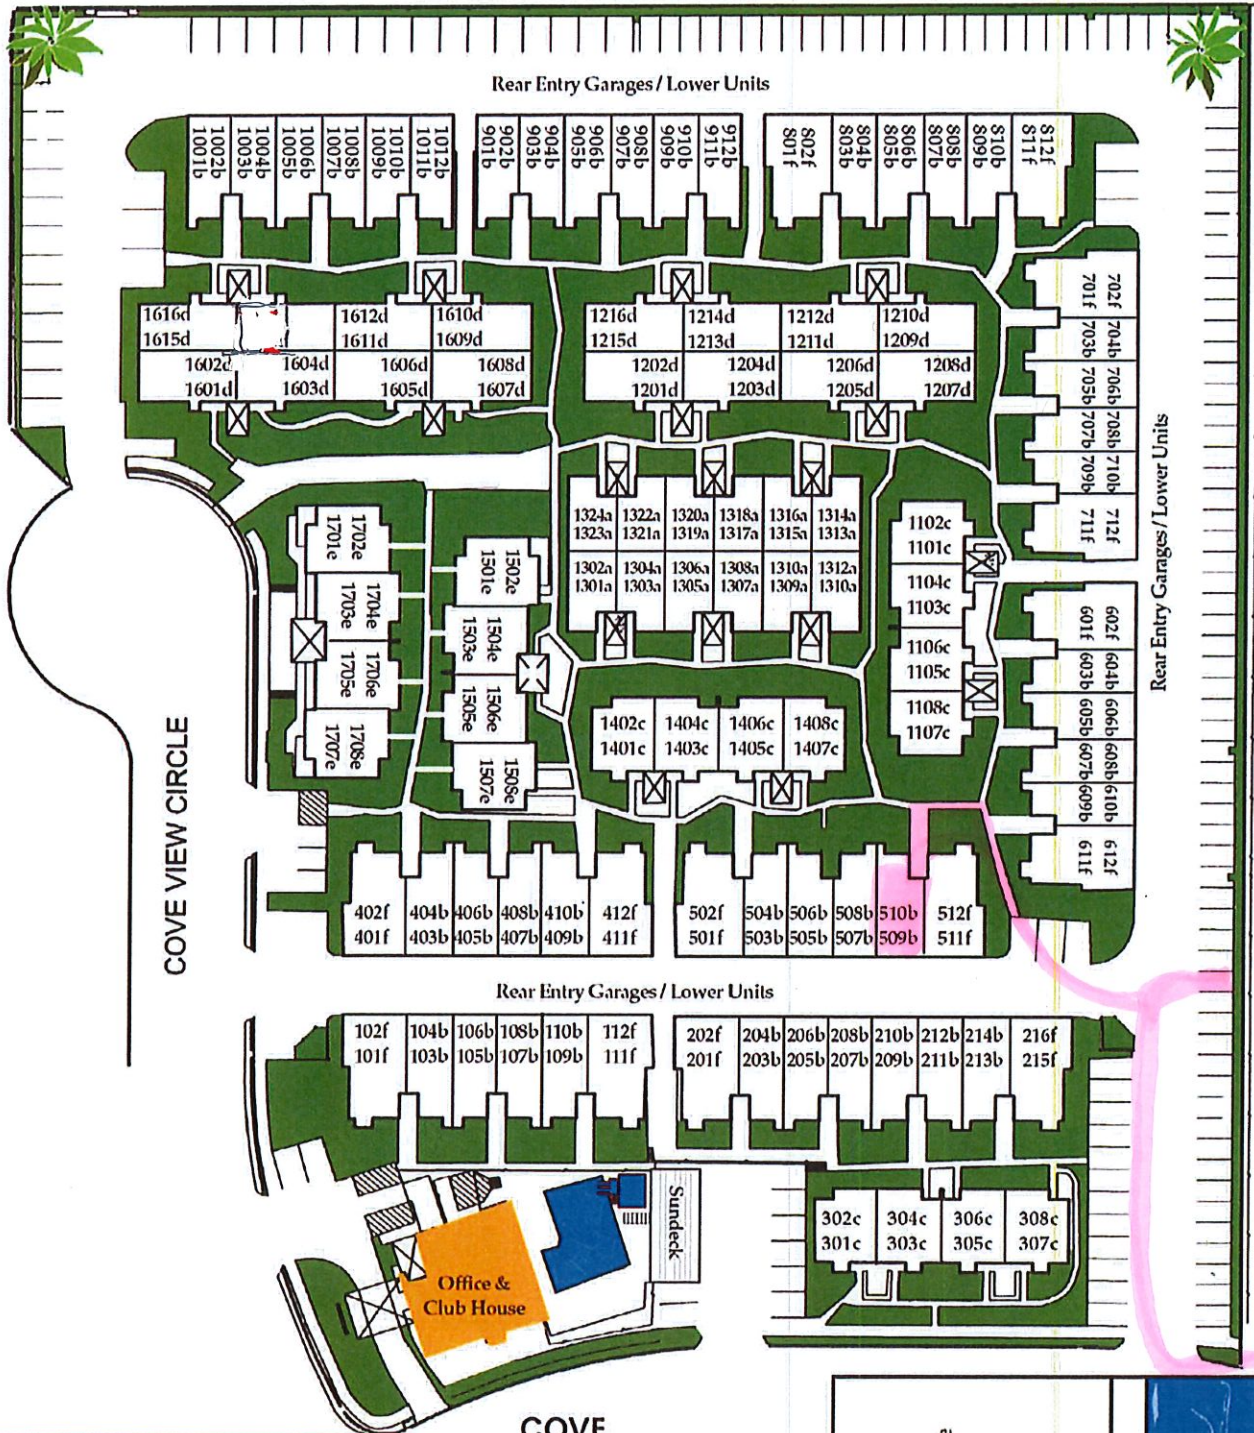 Rear Entry Garages / Lower Units
1001b 1002b 1003b 1004b 1005b 1006b 1007b 1008b 1009b 1010b 1011b 1012b
901b 902b 903b 904b 905b 906b 907b 908b 909b 910b 911b 912b
801f 802f 803b 804b 805b 806b 807b 808b 809b 810b 811f 812f
702f 704b 706b 708b 710b 712f
701f 703b 705b 707b 709b 711f
Rear Entry Garages / Lower Units
1616d 1612d 1610d
1615d 1611d 1609d
1602d 1604d 1606d 1608d
1601d 1603d 1605d 1607d
1216d 1214d 1212d 1210d
1215d 1213d 1211d 1209d
1202d 1204d 1206d 1208d
1201d 1203d 1205d 1207d
1324a 1322a 1320a 1318a 1316a 1314a
1323a 1321a 1319a 1317a 1315a 1313a
1302a 1304a 1306a 1308a 1310a 1312a
1301a 1303a 1305a 1307a 1309a 1310a
1102c
1101c
1104c
1103c
1106c
1105c
1108c
1107c
602f 604b 606b 608b 610b 612f
601f 603b 605b 607b 609b 611f
1702e 1704e 1706e 1708e
1701e 1703e 1705e 1707e
1502e 1504e 1506e 1508e
1501e 1503e 1505e 1507e
1402c 1404c 1406c 1408c
1401c 1403c 1405c 1407c
COVE VIEW CIRCLE
402f 404b 406b 408b 410b 412f
401f 403b 405b 407b 409b 411f
502f 504b 506b 508b 510b 512f
501f 503b 505b 507b 509b 511f
Rear Entry Garages / Lower Units
102f 104b 106b 108b 110b 112f
101f 103b 105b 107b 109b 111f
202f 204b 206b 208b 210b 212b 214b 216f
201f 203b 205b 207b 209b 211b 213b 215f
Sundeck
302c 304c 306c 308c
301c 303c 305c 307c
Office &
Club House
COVE